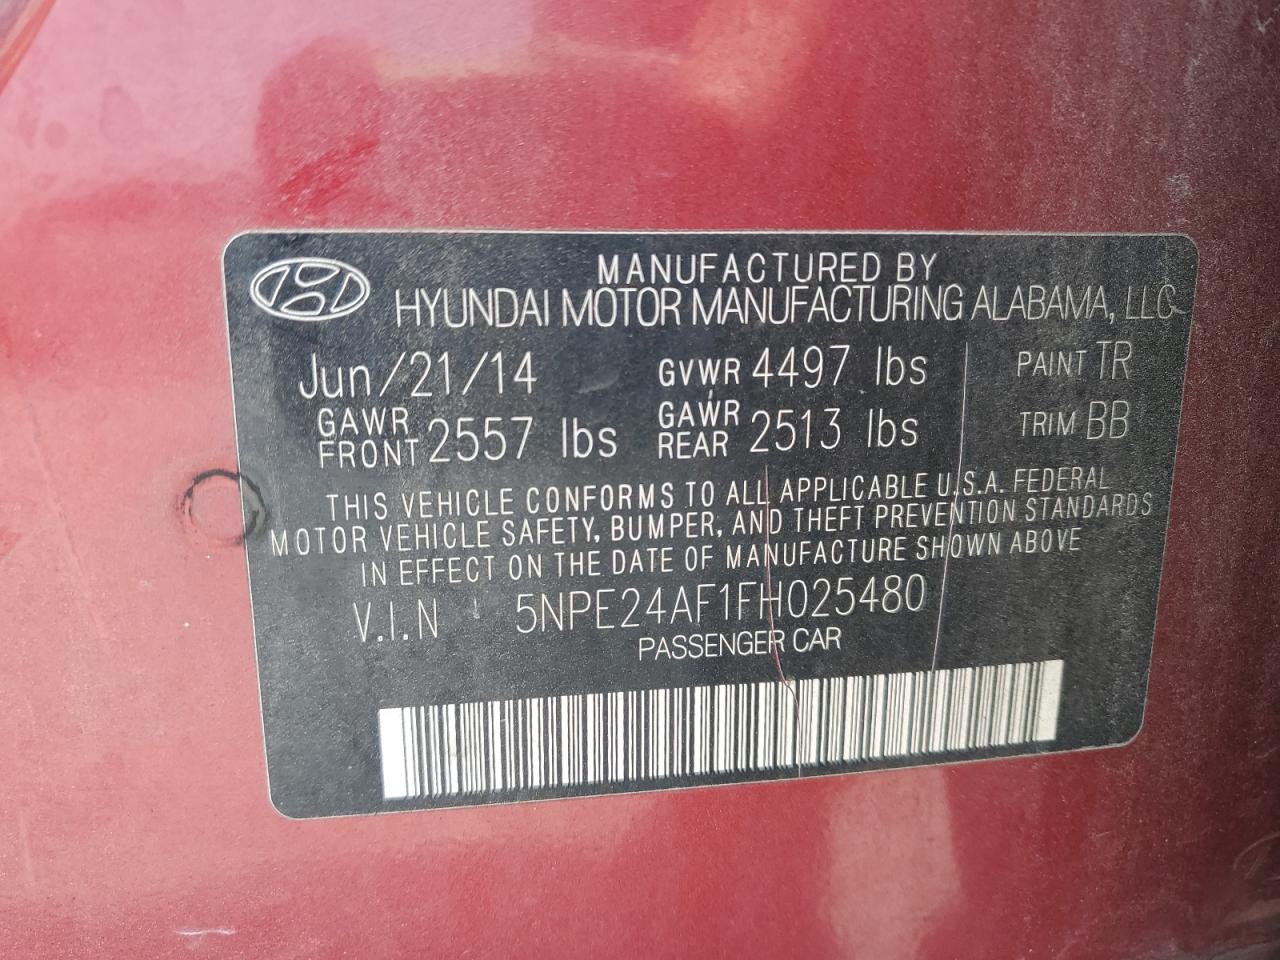 MANUFACTURED BY
HYUNDAI MOTOR MANUFACTURING ALABAMA, LLC
Jun/21/14 GVWR 4497 lbs PAINT TR
GAWR FRONT 2557 lbs GAWR REAR 2513 lbs TRIM BB
THIS VEHICLE CONFORMS TO ALL APPLICABLE U.S.A. FEDERAL
MOTOR VEHICLE SAFETY, BUMPER, AND THEFT PREVENTION STANDARDS
IN EFFECT ON THE DATE OF MANUFACTURE SHOWN ABOVE
V.I.N 5NPE24AF1FH025480
PASSENGER CAR